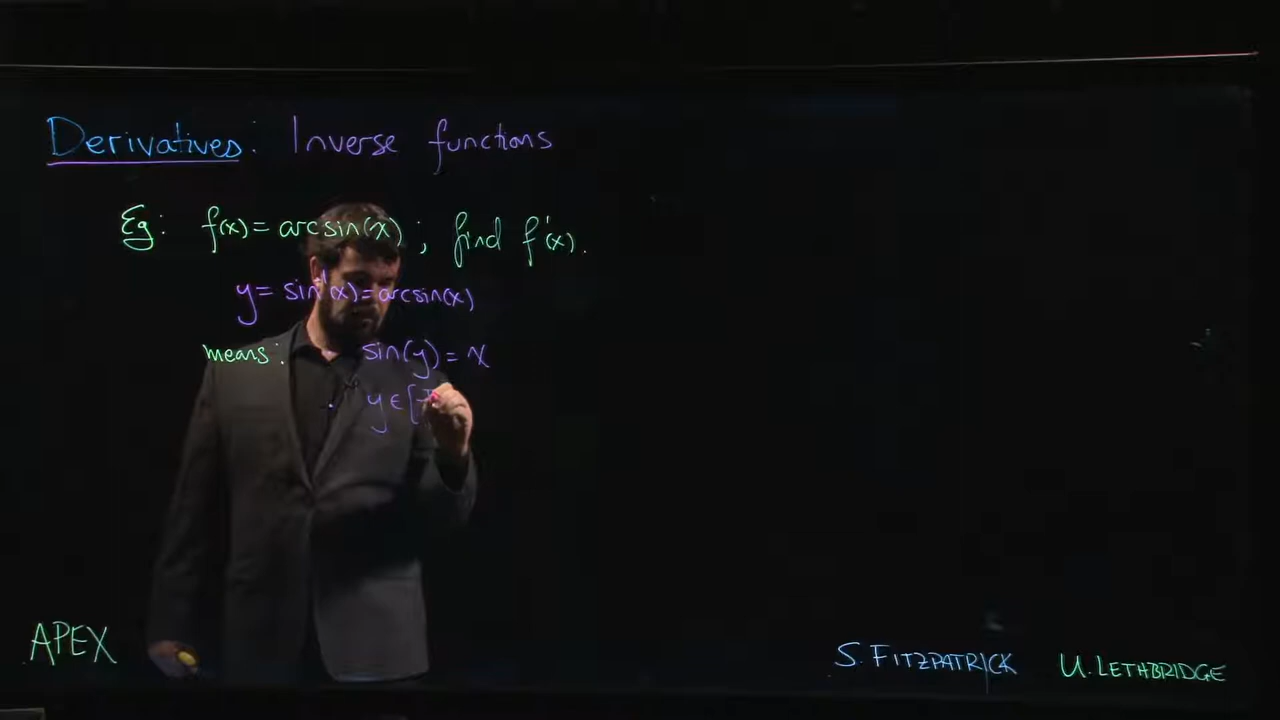 Derivatives: Inverse functions
Eg: f(x) = arcsin(x) ; find f'(x).
y = sin⁻¹(x) = arcsin(x)
means: sin(y) = x
y ∈ [-
APEX
S. FITZPATRICK U. LETHBRIDGE